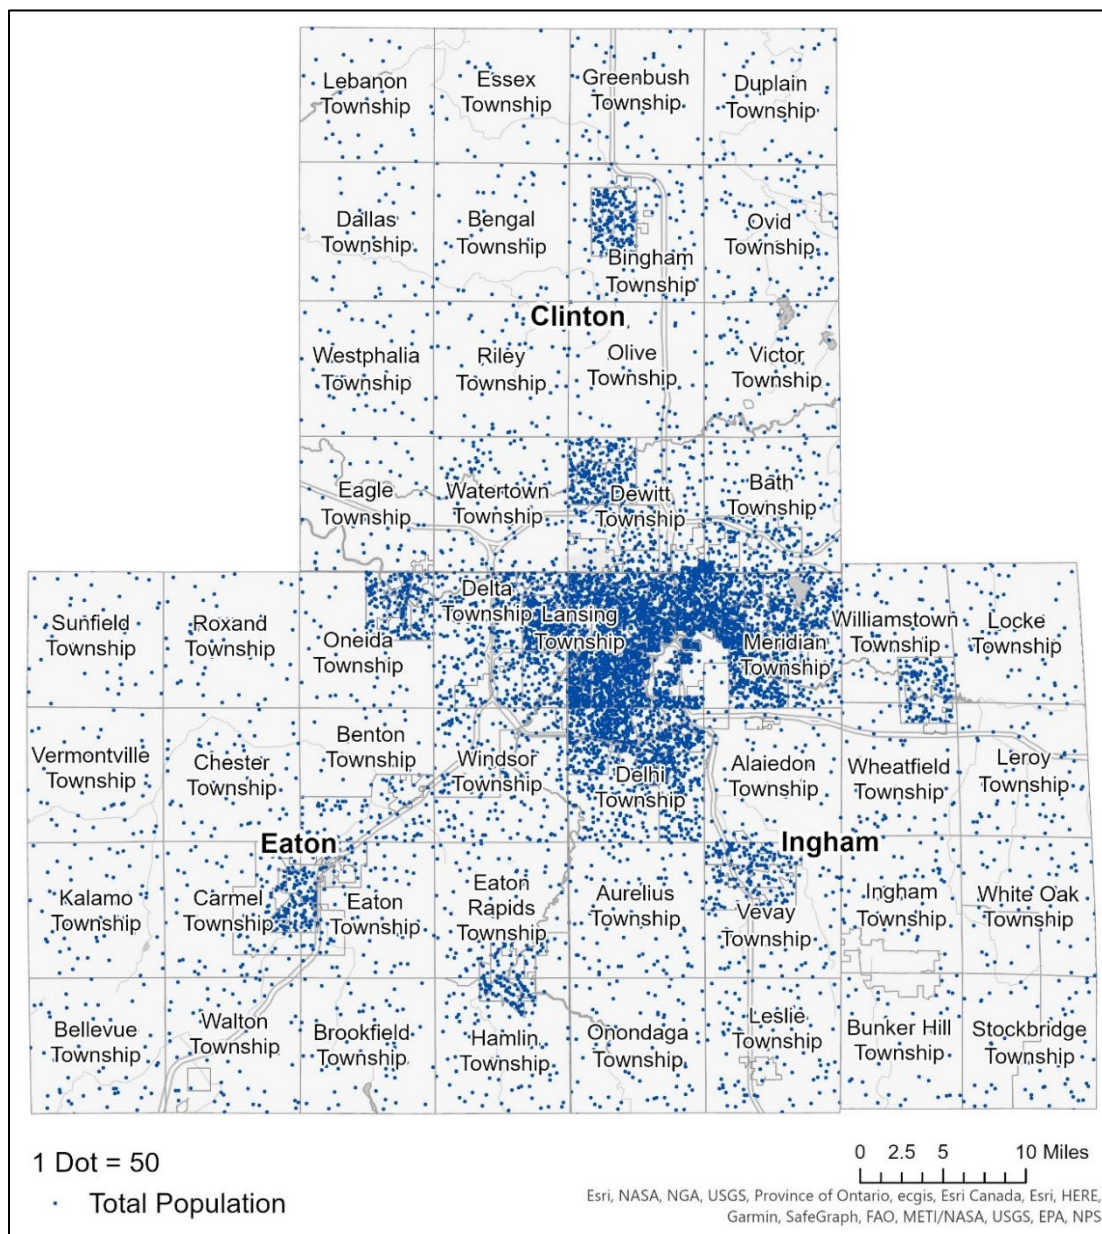 Lebanon
Township
Essex
Township
Greenbush
Township
Duplain
Township
Dallas
Township
Bengal
Township
Bingham
Township
Ovid
Township
Clinton
Westphalia
Township
Riley
Township
Olive
Township
Victor
Township
Eagle
Township
Watertown
Township
Dewitt
Township
Bath
Township
Sunfield
Township
Roxand
Township
Oneida
Township
Delta
Township
Lansing
Township
Meridian
Township
Williamstown
Township
Locke
Township
Vermontville
Township
Chester
Township
Benton
Township
Windsor
Township
Delhi
Township
Alaiedon
Township
Wheatfield
Township
Leroy
Township
Eaton
Ingham
Kalamo
Township
Carmel
Township
Eaton
Township
Eaton
Rapids
Township
Aurelius
Township
Vevay
Township
Ingham
Township
White Oak
Township
Bellevue
Township
Walton
Township
Brookfield
Township
Hamlin
Township
Onondaga
Township
Leslie
Township
Bunker Hill
Township
Stockbridge
Township
1 Dot = 50
Total Population
0 2.5 5 10 Miles
Esri, NASA, NGA, USGS, Province of Ontario, ecgis, Esri Canada, Esri, HERE,
Garmin, SafeGraph, FAO, METI/NASA, USGS, EPA, NPS